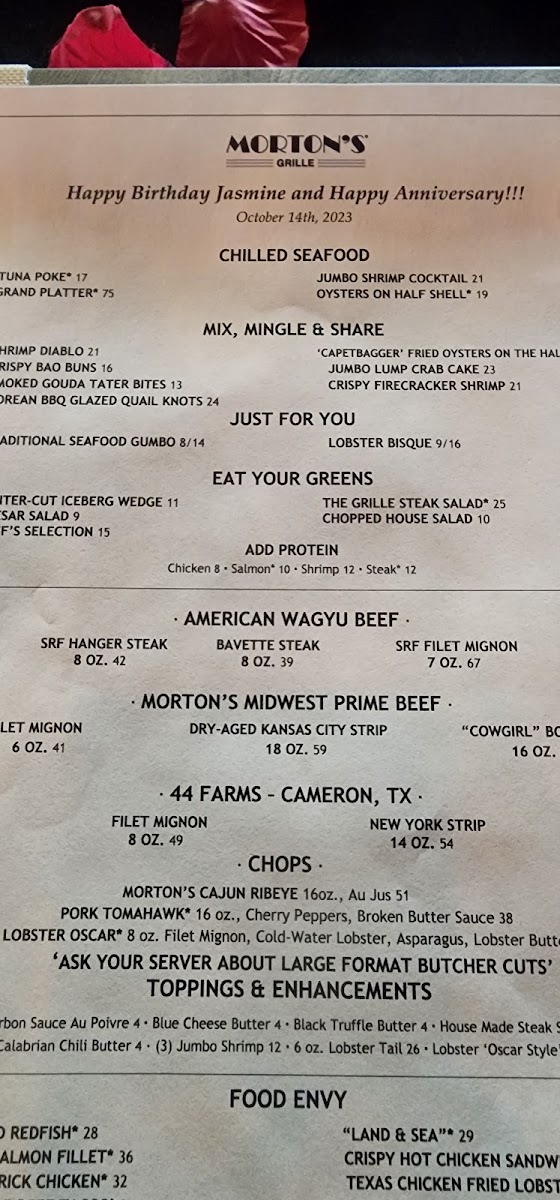 MORTON'S
GRILLE
Happy Birthday Jasmine and Happy Anniversary!!!
October 14th, 2023
CHILLED SEAFOOD
TUNA POKE* 17 JUMBO SHRIMP COCKTAIL 21
GRAND PLATTER* 75 OYSTERS ON HALF SHELL* 19
MIX, MINGLE & SHARE
HRIMP DIABLO 21 'CAPETBAGGER' FRIED OYSTERS ON THE HAL
RISPY BAO BUNS 16 JUMBO LUMP CRAB CAKE 23
MOKED GOUDA TATER BITES 13 CRISPY FIRECRACKER SHRIMP 21
OREAN BBQ GLAZED QUAIL KNOTS 24
JUST FOR YOU
ADITIONAL SEAFOOD GUMBO 8/14 LOBSTER BISQUE 9/16
EAT YOUR GREENS
NTER-CUT ICEBERG WEDGE 11 THE GRILLE STEAK SALAD* 25
ESAR SALAD 9 CHOPPED HOUSE SALAD 10
F'S SELECTION 15
ADD PROTEIN
Chicken 8 · Salmon* 10 · Shrimp 12 · Steak* 12
· AMERICAN WAGYU BEEF ·
SRF HANGER STEAK BAVETTE STEAK SRF FILET MIGNON
8 OZ. 42 8 OZ. 39 7 OZ. 67
· MORTON'S MIDWEST PRIME BEEF ·
LET MIGNON DRY-AGED KANSAS CITY STRIP "COWGIRL" BO
6 OZ. 41 18 OZ. 59 16 OZ.
· 44 FARMS - CAMERON, TX ·
FILET MIGNON NEW YORK STRIP
8 OZ. 49 14 OZ. 54
· CHOPS ·
MORTON'S CAJUN RIBEYE 16oz., Au Jus 51
PORK TOMAHAWK* 16 oz., Cherry Peppers, Broken Butter Sauce 38
LOBSTER OSCAR* 8 oz. Filet Mignon, Cold-Water Lobster, Asparagus, Lobster Butte
'ASK YOUR SERVER ABOUT LARGE FORMAT BUTCHER CUTS'
TOPPINGS & ENHANCEMENTS
rbon Sauce Au Poivre 4 · Blue Cheese Butter 4 · Black Truffle Butter 4 · House Made Steak S
Calabrian Chili Butter 4 · (3) Jumbo Shrimp 12 · 6 oz. Lobster Tail 26 · Lobster 'Oscar Style'
FOOD ENVY
D REDFISH* 28 "LAND & SEA"* 29
ALMON FILLET* 36 CRISPY HOT CHICKEN SANDW
RICK CHICKEN* 32 TEXAS CHICKEN FRIED LOBST